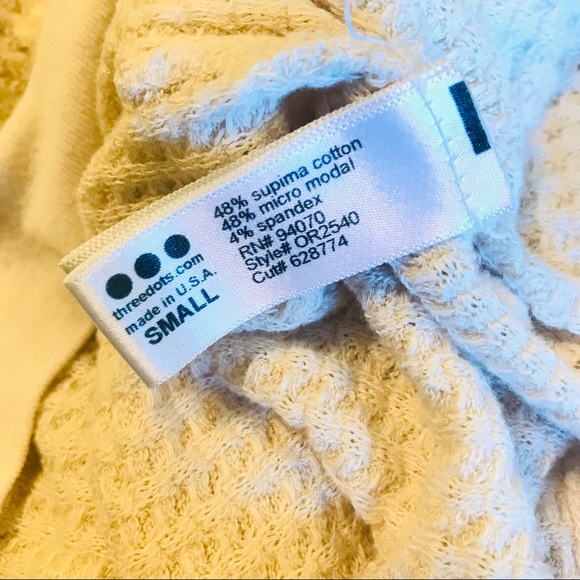 48% supima cotton
48% micro modal
4% spandex
RN# 94070
Style# OR2540
Cut# 628774
threedots.com
made in U.S.A.
SMALL